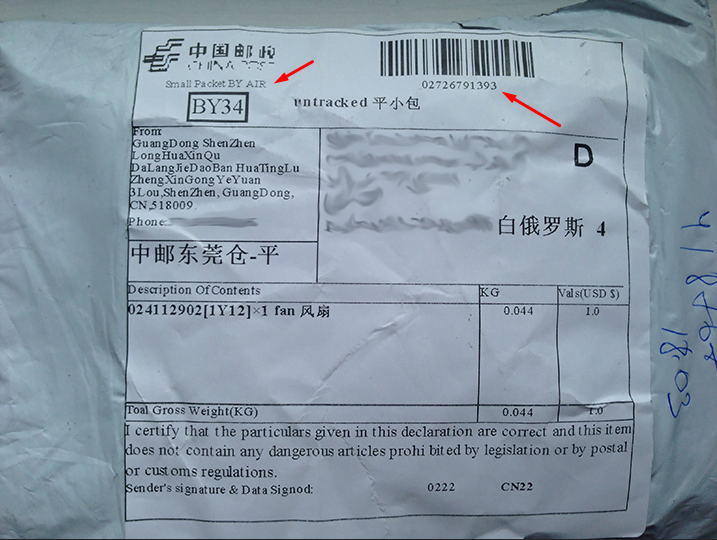 中国邮政
CHINA POST
Small Packet BY AIR
02726791393
BY34
untracked 平小包
From:
GuangDong ShenZhen
LongHuaXinQu
DaLangJieDaoBan HuaTingLu
ZhengXinGongYeYuan
3Lou,ShenZhen, GuangDong,
CN,518009
Phone:
D
白俄罗斯 4
中邮东莞仓-平
Description Of Contents KG Vals(USD $)
024112902[1Y12]×1 fan 风扇 0.044 1.0
Toal Gross Weight(KG) 0.044 1.0
I certify that the particulars given in this declaration are correct and this item
does not contain any dangerous articles prohi bited by legislation or by postal
or customs regulations.
Sender's signature & Data Signod: 0222 CN22
18.03